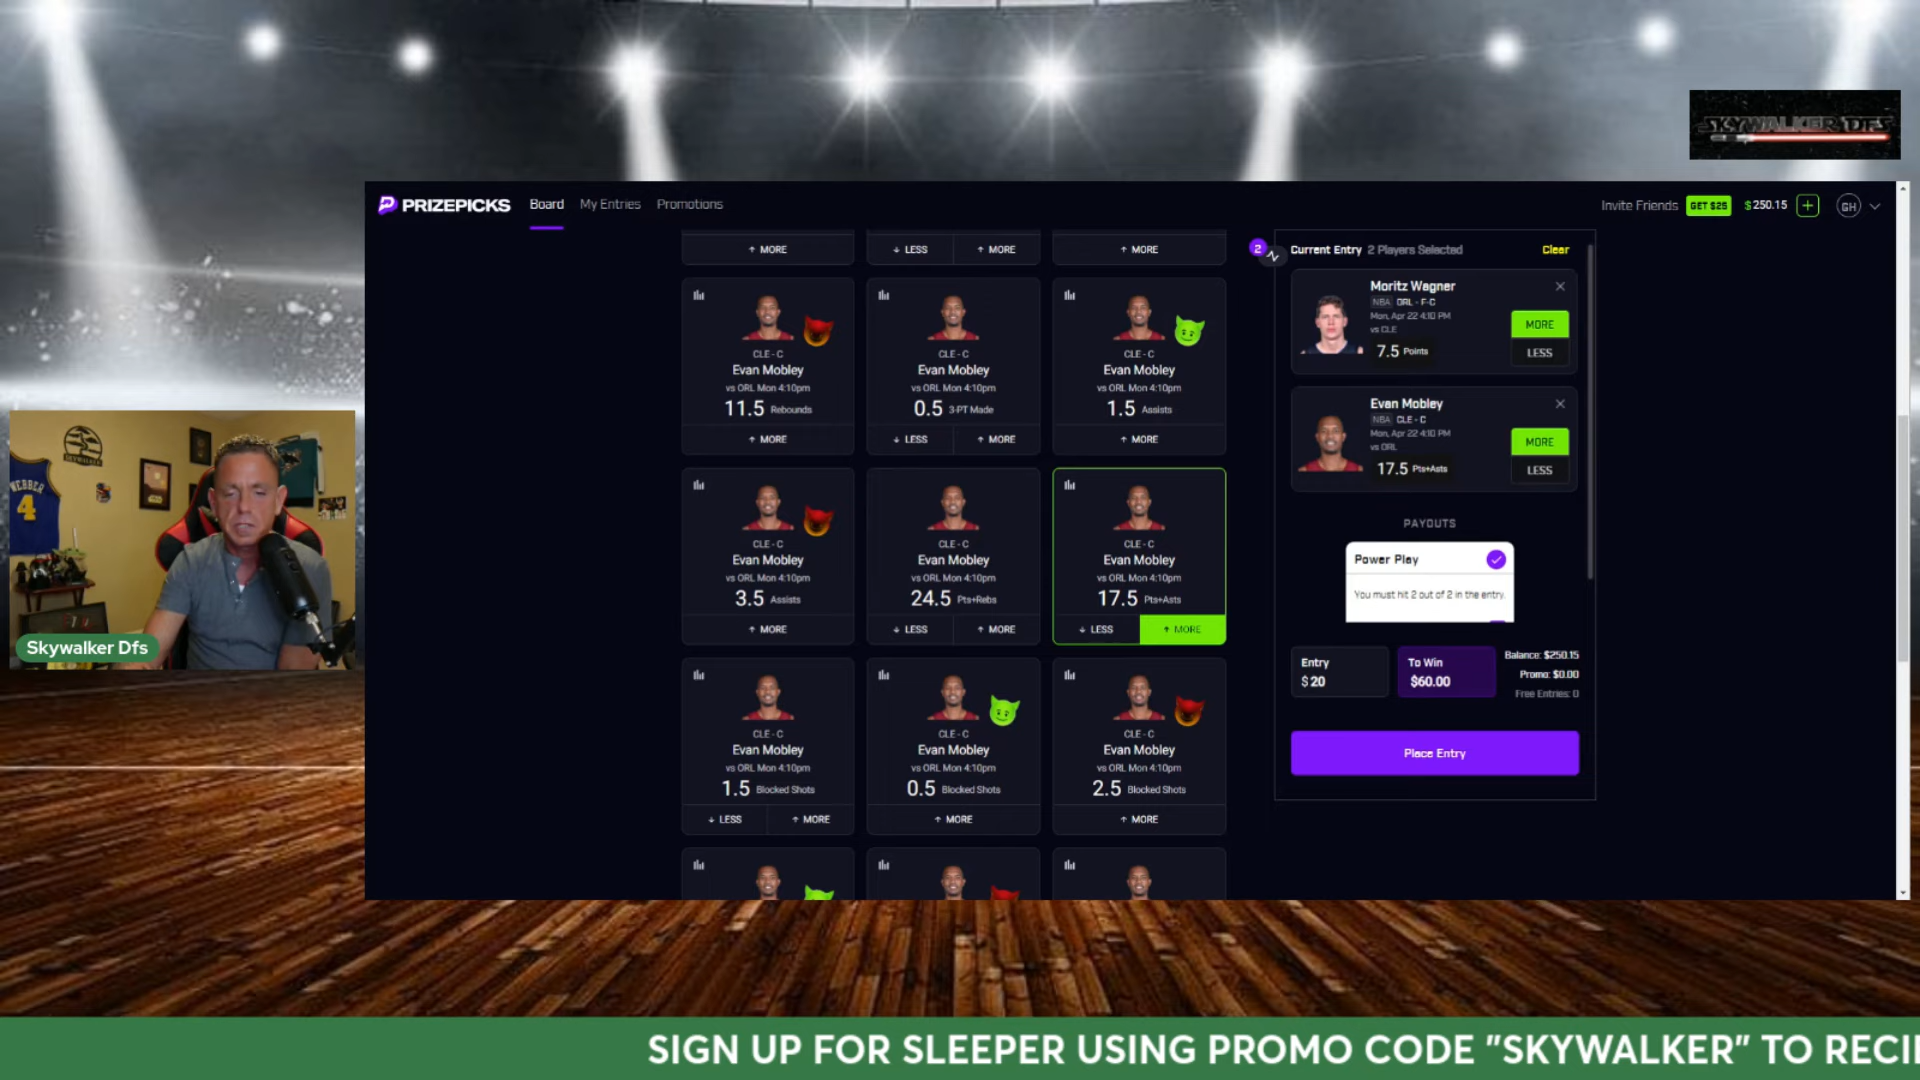 SKYWALKER DFS
PRIZEPICKS
Board
My Entries
Promotions
Invite Friends
GET $25
$250.15
GH
MORE
LESS
MORE
MORE
CLE - C
Evan Mobley
vs ORL Mon 4:10pm
11.5 Rebounds
MORE
CLE - C
Evan Mobley
vs ORL Mon 4:10pm
0.5 3-PT Made
LESS
MORE
CLE - C
Evan Mobley
vs ORL Mon 4:10pm
1.5 Assists
MORE
CLE - C
Evan Mobley
vs ORL Mon 4:10pm
3.5 Assists
MORE
CLE - C
Evan Mobley
vs ORL Mon 4:10pm
24.5 Pts+Rebs
LESS
MORE
CLE - C
Evan Mobley
vs ORL Mon 4:10pm
17.5 Pts+Asts
LESS
MORE
CLE - C
Evan Mobley
vs ORL Mon 4:10pm
1.5 Blocked Shots
LESS
MORE
CLE - C
Evan Mobley
vs ORL Mon 4:10pm
0.5 Blocked Shots
MORE
CLE - C
Evan Mobley
vs ORL Mon 4:10pm
2.5 Blocked Shots
MORE
2
Current Entry 2 Players Selected
Clear
Moritz Wagner
NBA ORL - F-C
Mon, Apr 22 4:10 PM
vs CLE
7.5 Points
MORE
LESS
Evan Mobley
NBA CLE - C
Mon, Apr 22 4:10 PM
vs ORL
17.5 Pts+Asts
MORE
LESS
PAYOUTS
Power Play
You must hit 2 out of 2 in the entry.
Entry
$ 20
To Win
$60.00
Balance: $250.15
Promo: $0.00
Free Entries: 0
Place Entry
SKYWALKER
WEBBER
4
Skywalker Dfs
SIGN UP FOR SLEEPER USING PROMO CODE "SKYWALKER" TO RECI